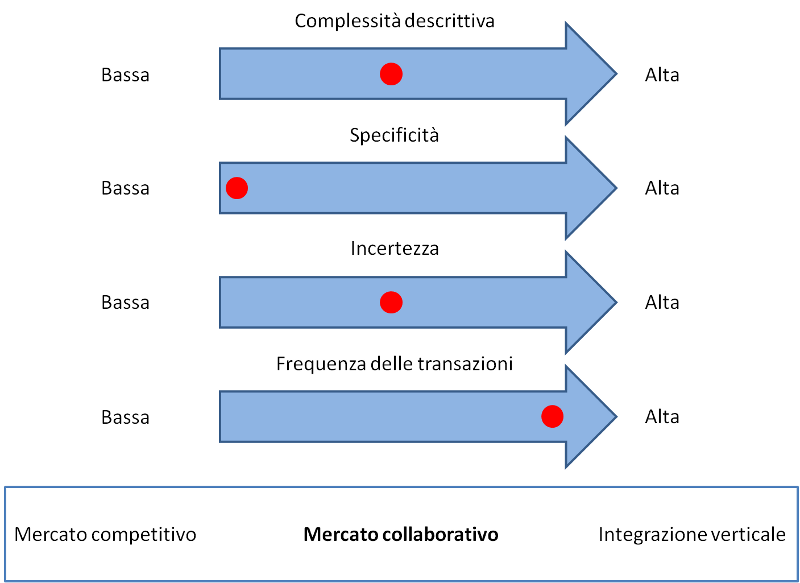 Complessità descrittiva
Bassa Alta
Specificità
Bassa Alta
Incertezza
Bassa Alta
Frequenza delle transazioni
Bassa Alta
Mercato competitivo Mercato collaborativo Integrazione verticale